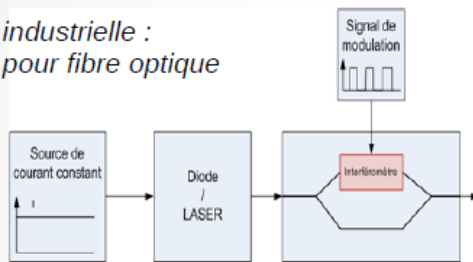 industrielle :
pour fibre optique
Signal de
modulation
Source de
courant constant
I
Diode
/
LASER
Interféromètre